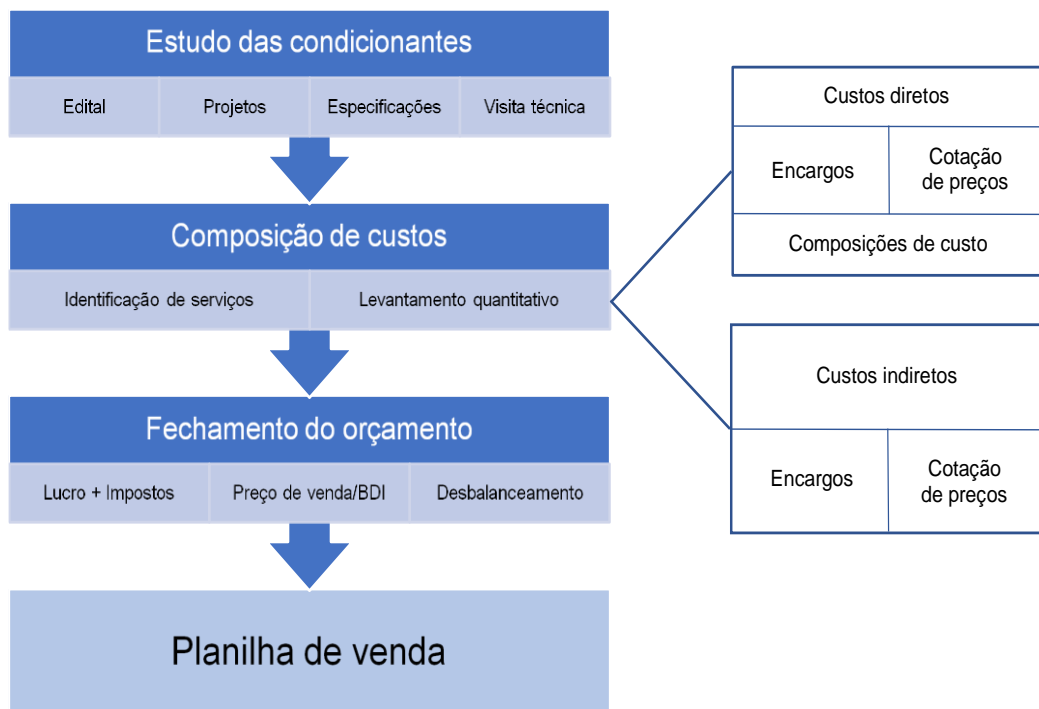 Estudo das condicionantes
Edital
Projetos
Especificações
Visita técnica
Composição de custos
Identificação de serviços
Levantamento quantitativo
Fechamento do orçamento
Lucro + Impostos
Preço de venda/BDI
Desbalanceamento
Planilha de venda
Custos diretos
Encargos
Cotação
de preços
Composições de custo
Custos indiretos
Encargos
Cotação
de preços